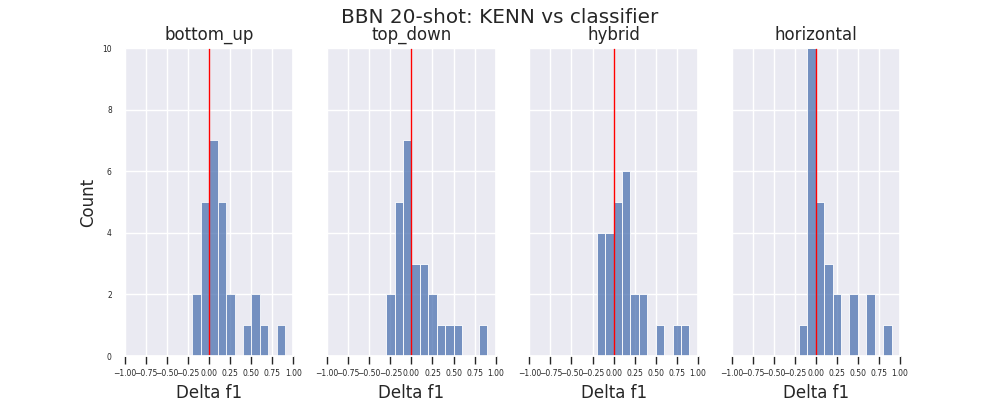 BBN 20-shot: KENN vs classifier
bottom_up top_down hybrid horizontal
Count
10
8
6
4
2
0
−1.00 −0.75 −0.50 −0.25 0.00 0.25 0.50 0.75 1.00 −1.00 −0.75 −0.50 −0.25 0.00 0.25 0.50 0.75 1.00 −1.00 −0.75 −0.50 −0.25 0.00 0.25 0.50 0.75 1.00 −1.00 −0.75 −0.50 −0.25 0.00 0.25 0.50 0.75 1.00
Delta f1 Delta f1 Delta f1 Delta f1